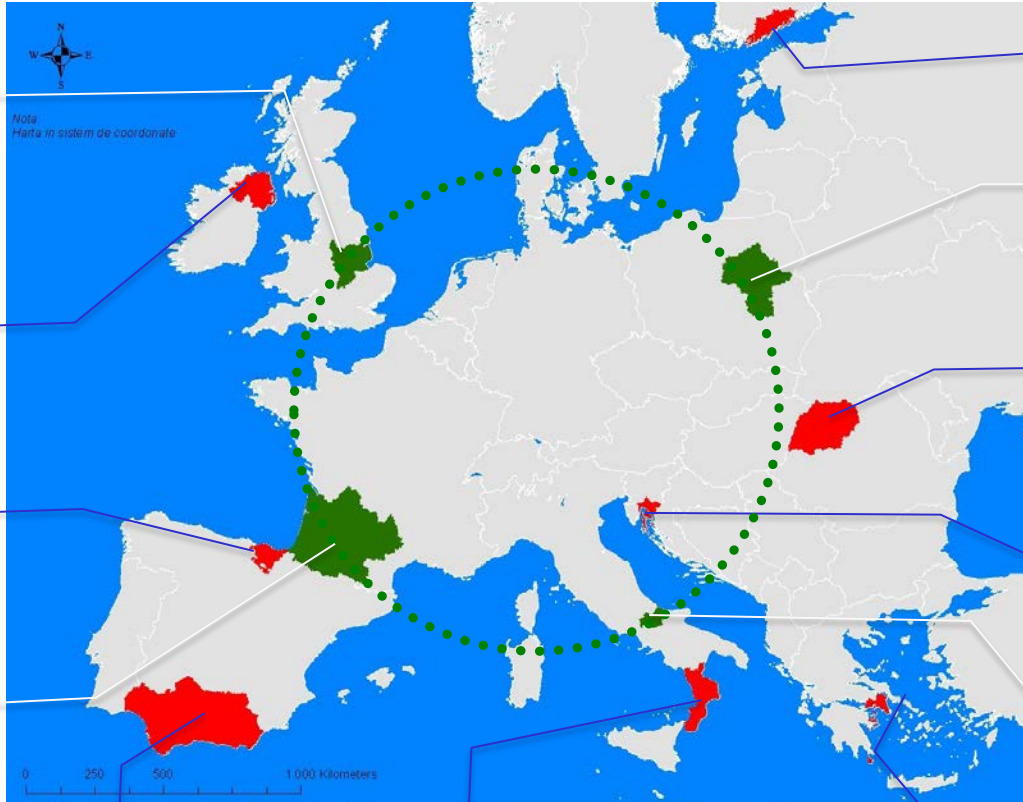 N
W E
S
Nota
Harta in sistem de coordonate
0 250 500 1 000 Kilometers